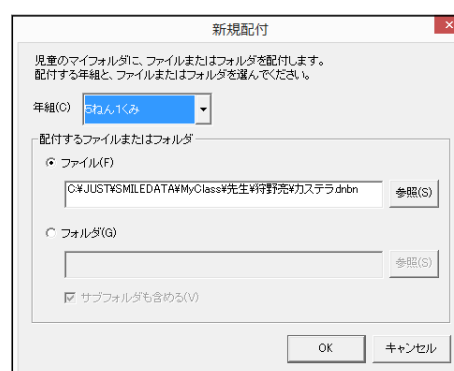 新規配付
児童のマイフォルダに、ファイルまたはフォルダを配付します。
配付する年組と、ファイルまたはフォルダを選んでください。
年組(C) 5ねん1くみ
配付するファイルまたはフォルダ
ファイル(F)
C:¥JUST¥SMILEDATA¥MyClass¥先生¥狩野亮¥カステラ.dnbn 参照(S)
フォルダ(G)
参照(S)
サブフォルダも含める(V)
OK キャンセル